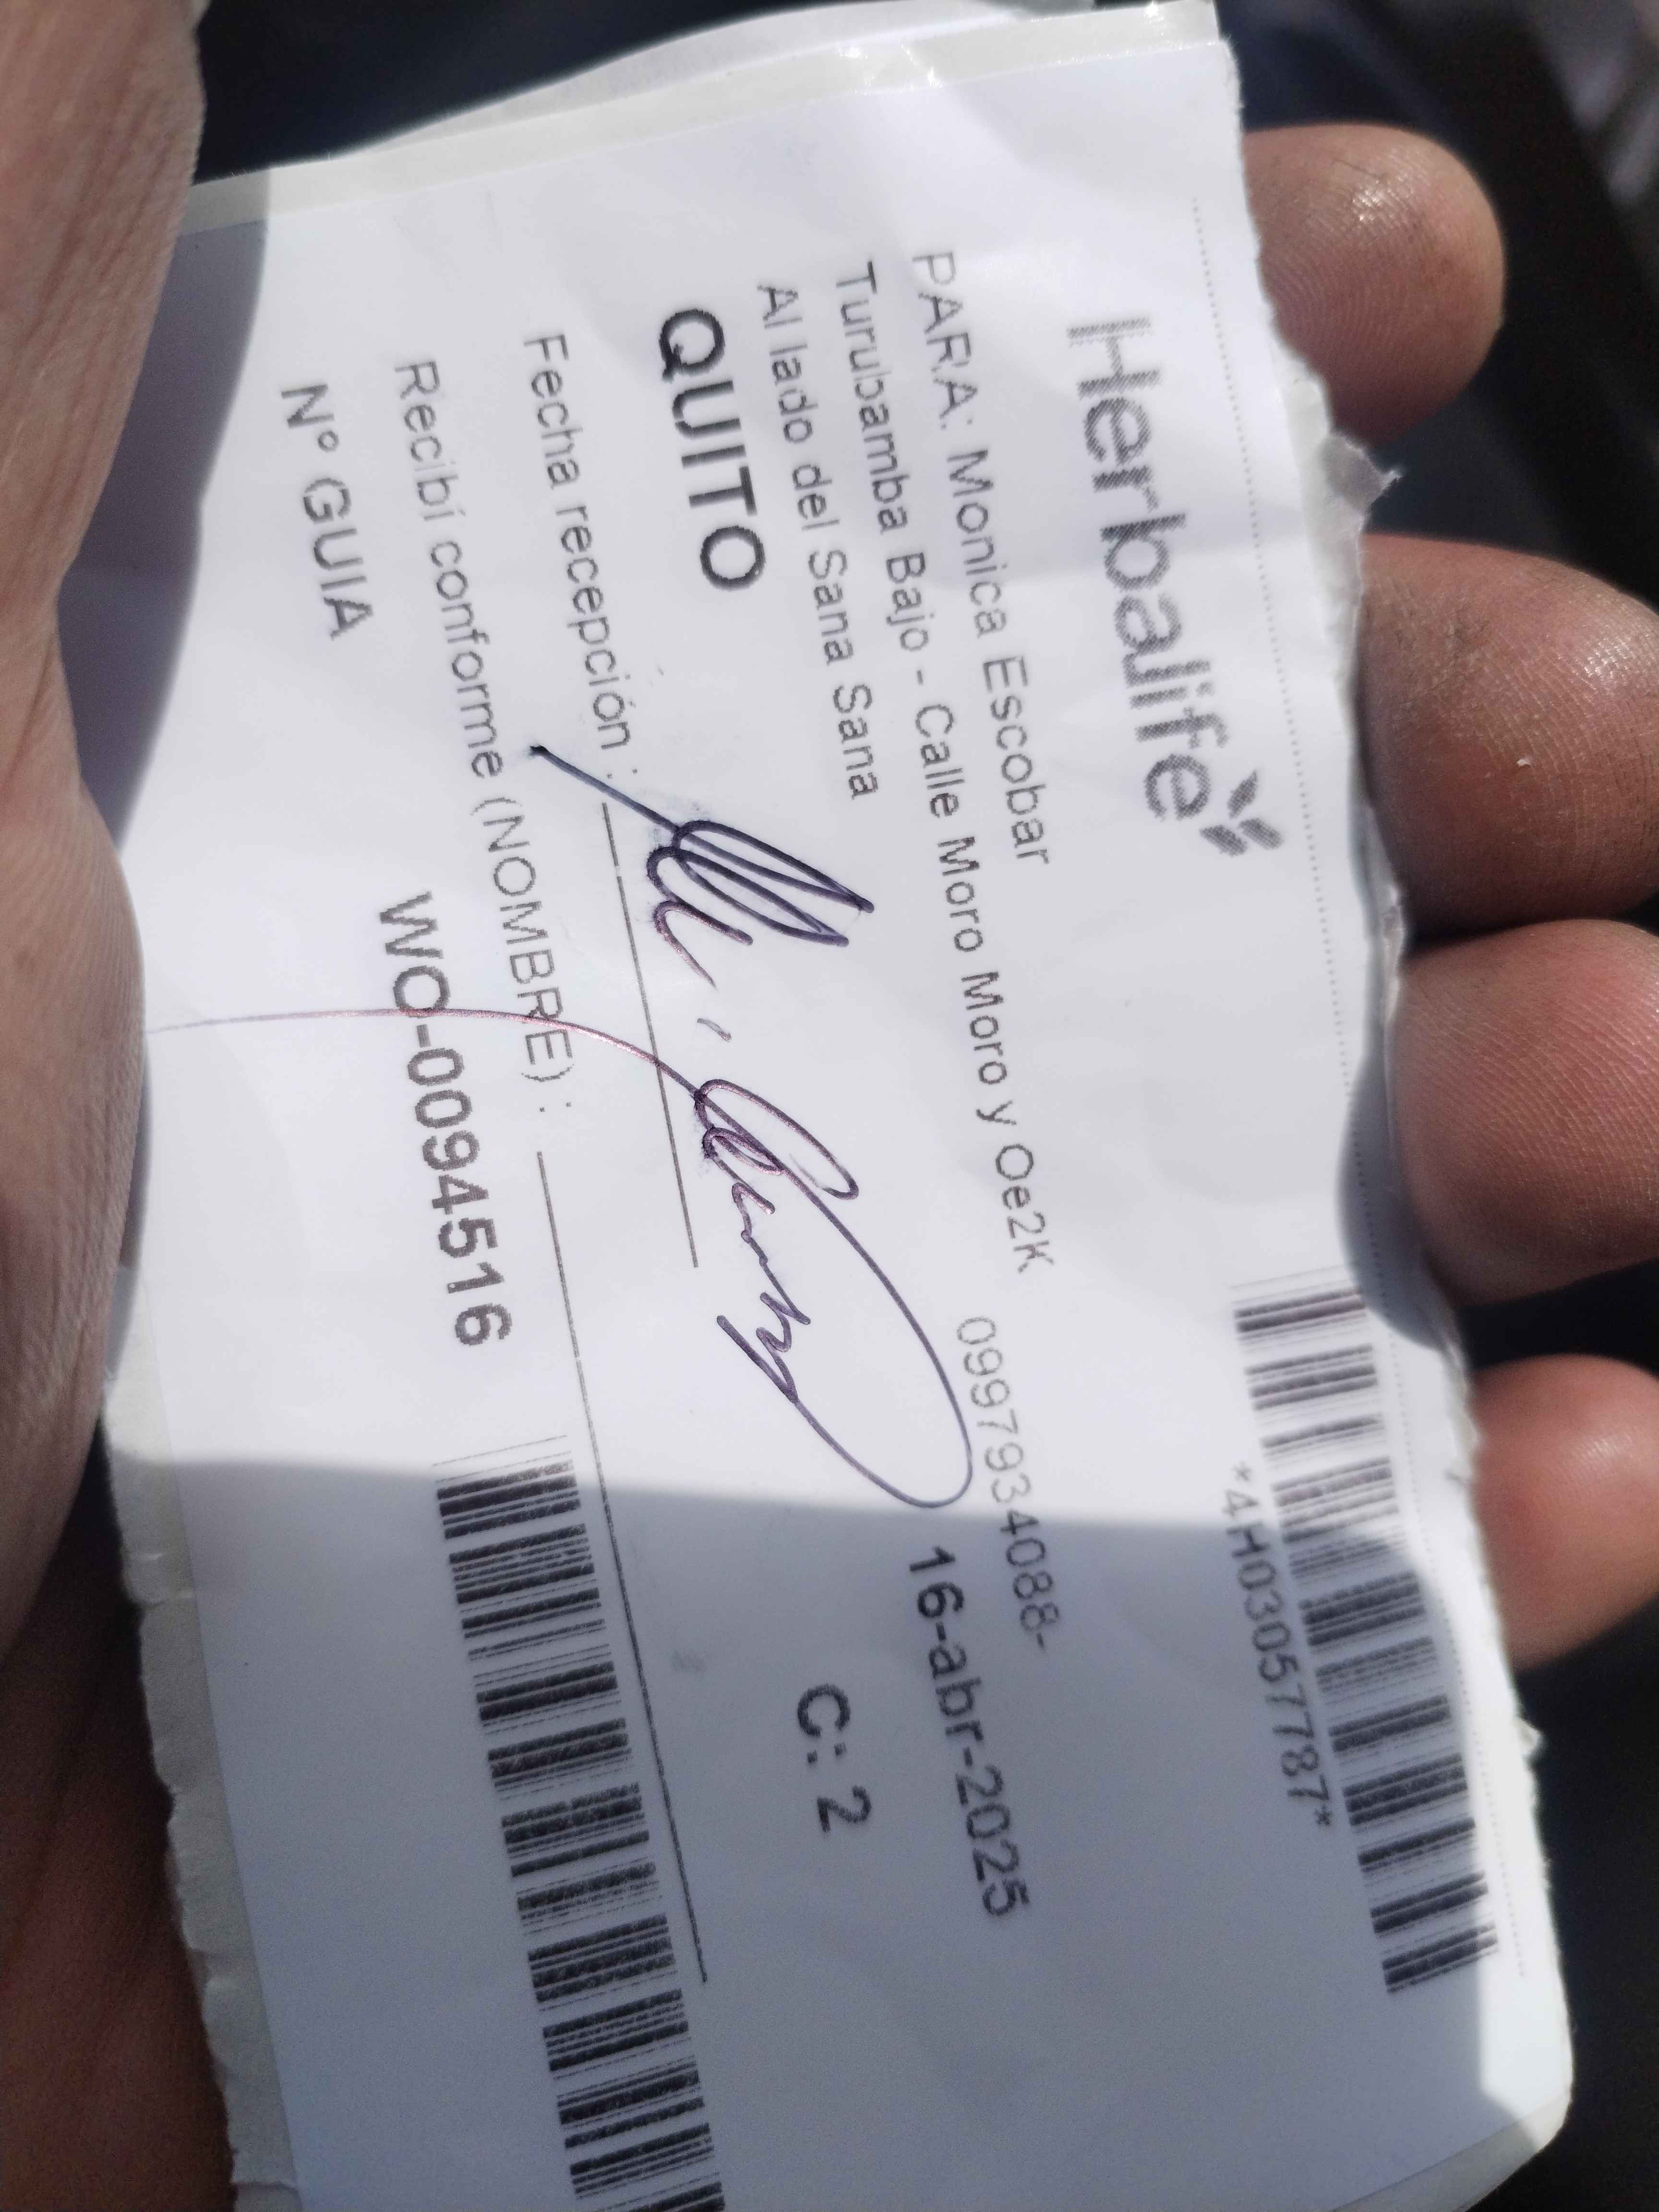 Herbalife
*4H03057787*
PARA: Monica Escobar
Turubamba Bajo - Calle Moro Moro y Oe2K 0997934088-
Al lado del Sana Sana
16-abr-2025
QUITO
C: 2
Fecha recepción :
Recibí conforme (NOMBRE) :
Nº GUIA WO-0094516